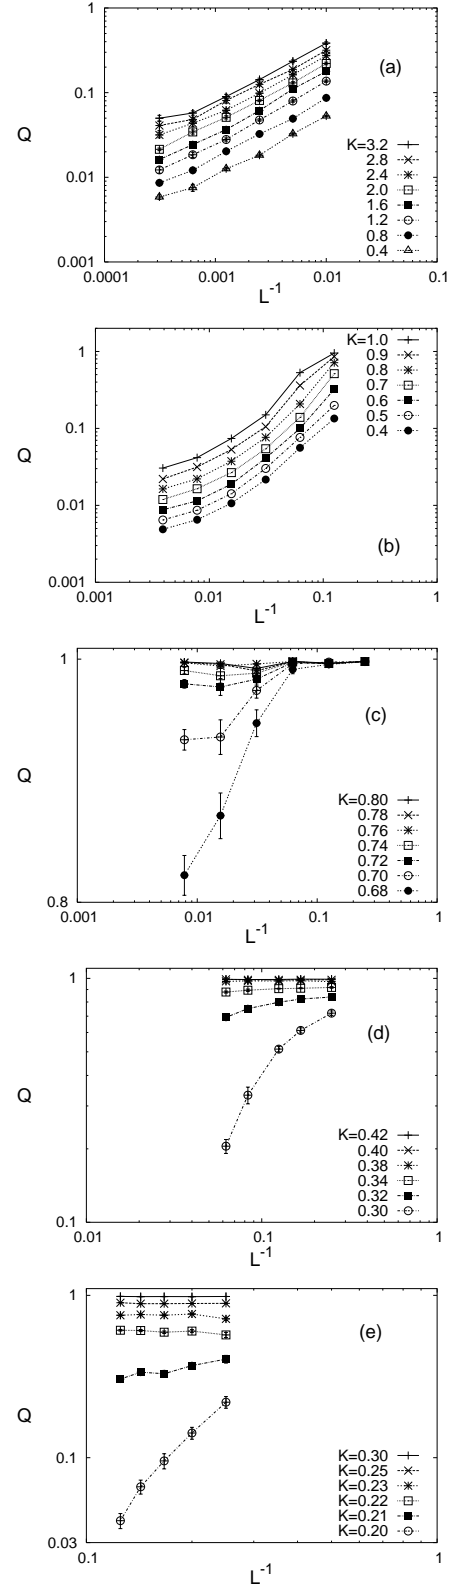 1
0.1
0.01
0.001
0.0001
0.001
0.01
0.1
Q
L-1
(a)
K=3.2
2.8
2.4
2.0
1.6
1.2
0.8
0.4
1
0.1
0.01
0.001
0.001
0.01
0.1
1
Q
L-1
(b)
K=1.0
0.9
0.8
0.7
0.6
0.5
0.4
1
0.8
0.001
0.01
0.1
1
Q
L-1
(c)
K=0.80
0.78
0.76
0.74
0.72
0.70
0.68
1
0.1
0.01
0.1
1
Q
L-1
(d)
K=0.42
0.40
0.38
0.34
0.32
0.30
1
0.1
0.03
0.1
1
Q
L-1
(e)
K=0.30
K=0.25
K=0.23
K=0.22
K=0.21
K=0.20